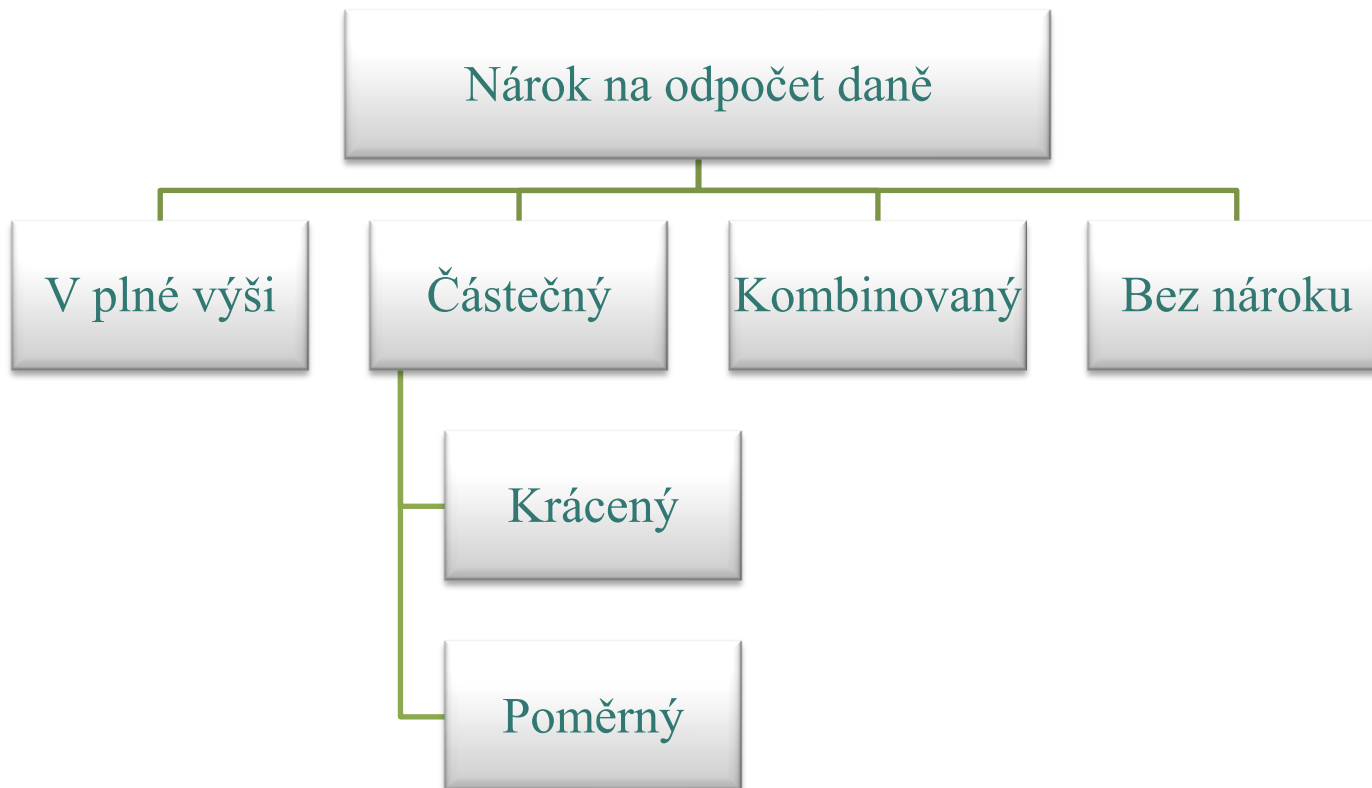 Nárok na odpočet daně
V plné výši
Částečný
Kombinovaný
Bez nároku
Krácený
Poměrný